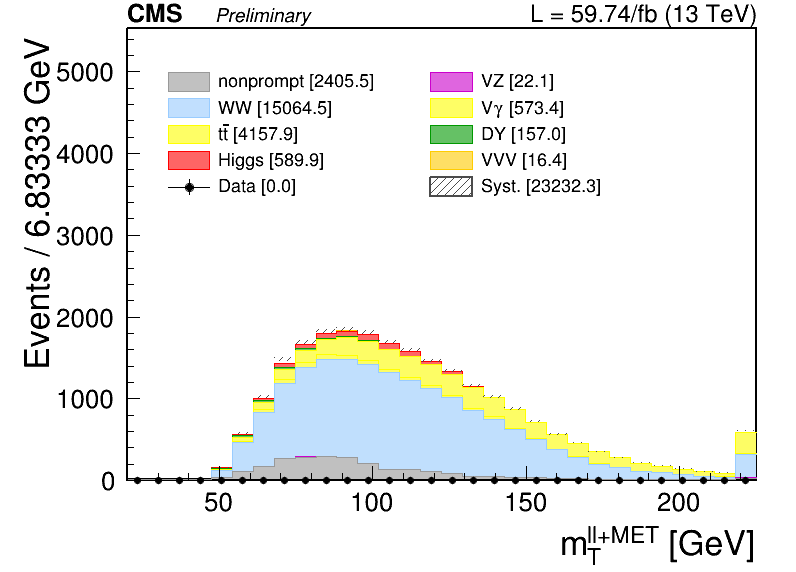 CMS Preliminary L = 59.74/fb (13 TeV)
Events / 6.83333 GeV
5000
4000
3000
2000
1000
0
nonprompt [2405.5]
WW [15064.5]
tt̄ [4157.9]
Higgs [589.9]
Data [0.0]
VZ [22.1]
Vγ [573.4]
DY [157.0]
VVV [16.4]
Syst. [23232.3]
50 100 150 200
m_T^{ll+MET} [GeV]